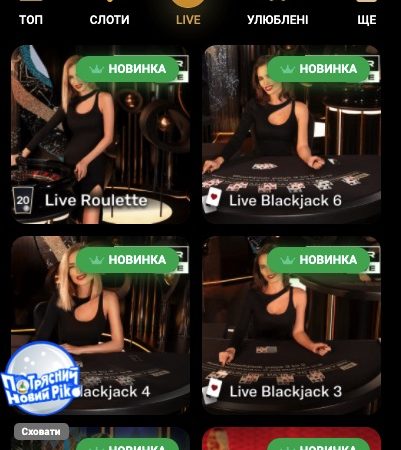 ТОП СЛОТИ LIVE УЛЮБЛЕНІ ЩЕ
НОВИНКА
НОВИНКА
20
Live Roulette
Live Blackjack 6
НОВИНКА
НОВИНКА
ПоТрясний
Новий Рік
lackjack 4
Live Blackjack 3
Сховати
НОВИНКА
НОВИНКА